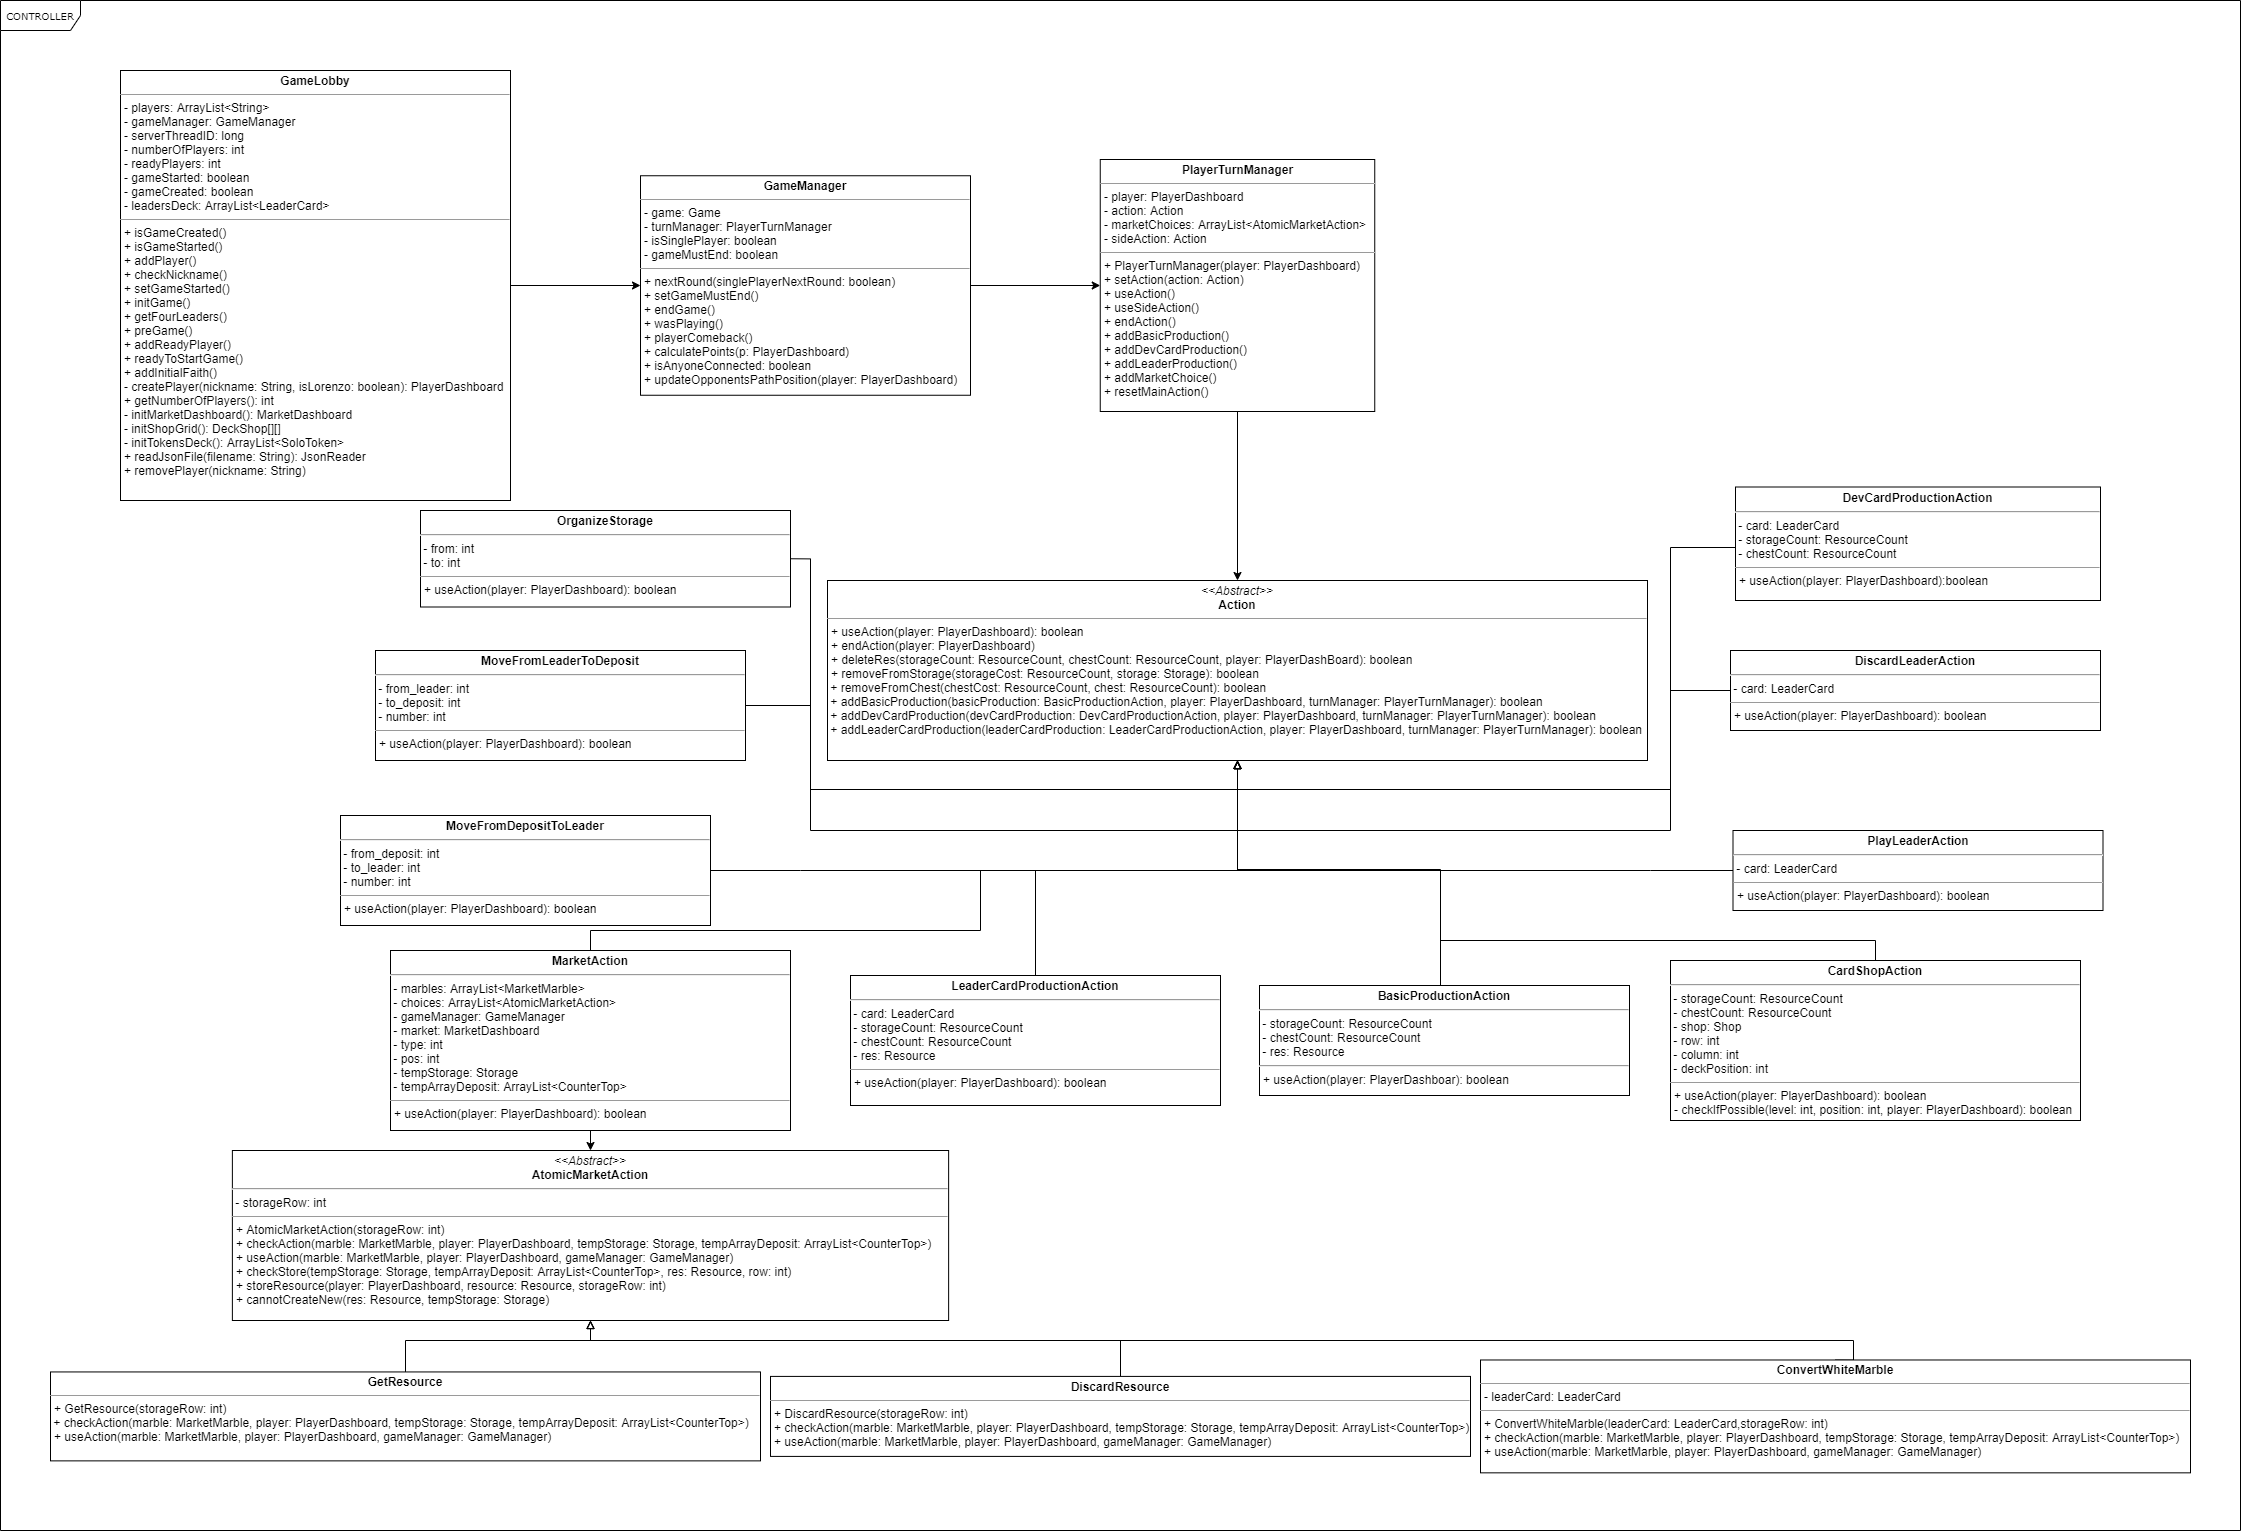 CONTROLLER
GameLobby
- players: ArrayList<String>
- gameManager: GameManager
- serverThreadID: long
- numberOfPlayers: int
- readyPlayers: int
- gameStarted: boolean
- gameCreated: boolean
- leadersDeck: ArrayList<LeaderCard>
+ isGameCreated()
+ isGameStarted()
+ addPlayer()
+ checkNickname()
+ setGameStarted()
+ initGame()
+ getFourLeaders()
+ preGame()
+ addReadyPlayer()
+ readyToStartGame()
+ addInitialFaith()
- createPlayer(nickname: String, isLorenzo: boolean): PlayerDashboard
+ getNumberOfPlayers(): int
- initMarketDashboard(): MarketDashboard
- initShopGrid(): DeckShop[][]
- initTokensDeck(): ArrayList<SoloToken>
+ readJsonFile(filename: String): JsonReader
+ removePlayer(nickname: String)
GameManager
- game: Game
- turnManager: PlayerTurnManager
- isSinglePlayer: boolean
- gameMustEnd: boolean
+ nextRound(singlePlayerNextRound: boolean)
+ setGameMustEnd()
+ endGame()
+ wasPlaying()
+ playerComeback()
+ calculatePoints(p: PlayerDashboard)
+ isAnyoneConnected: boolean
+ updateOpponentsPathPosition(player: PlayerDashboard)
PlayerTurnManager
- player: PlayerDashboard
- action: Action
- marketChoices: ArrayList<AtomicMarketAction>
- sideAction: Action
+ PlayerTurnManager(player: PlayerDashboard)
+ setAction(action: Action)
+ useAction()
+ useSideAction()
+ endAction()
+ addBasicProduction()
+ addDevCardProduction()
+ addLeaderProduction()
+ addMarketChoice()
+ resetMainAction()
OrganizeStorage
- from: int
- to: int
+ useAction(player: PlayerDashboard): boolean
DevCardProductionAction
- card: LeaderCard
- storageCount: ResourceCount
- chestCount: ResourceCount
+ useAction(player: PlayerDashboard):boolean
<<Abstract>>
Action
+ useAction(player: PlayerDashboard): boolean
+ endAction(player: PlayerDashboard)
+ deleteRes(storageCount: ResourceCount, chestCount: ResourceCount, player: PlayerDashBoard): boolean
+ removeFromStorage(storageCost: ResourceCount, storage: Storage): boolean
+ removeFromChest(chestCost: ResourceCount, chest: ResourceCount): boolean
+ addBasicProduction(basicProduction: BasicProductionAction, player: PlayerDashboard, turnManager: PlayerTurnManager): boolean
+ addDevCardProduction(devCardProduction: DevCardProductionAction, player: PlayerDashboard, turnManager: PlayerTurnManager): boolean
+ addLeaderCardProduction(leaderCardProduction: LeaderCardProductionAction, player: PlayerDashboard, turnManager: PlayerTurnManager): boolean
MoveFromLeaderToDeposit
- from_leader: int
- to_deposit: int
- number: int
+ useAction(player: PlayerDashboard): boolean
DiscardLeaderAction
- card: LeaderCard
+ useAction(player: PlayerDashboard): boolean
MoveFromDepositToLeader
- from_deposit: int
- to_leader: int
- number: int
+ useAction(player: PlayerDashboard): boolean
PlayLeaderAction
- card: LeaderCard
+ useAction(player: PlayerDashboard): boolean
MarketAction
- marbles: ArrayList<MarketMarble>
- choices: ArrayList<AtomicMarketAction>
- gameManager: GameManager
- market: MarketDashboard
- type: int
- pos: int
- tempStorage: Storage
- tempArrayDeposit: ArrayList<CounterTop>
+ useAction(player: PlayerDashboard): boolean
LeaderCardProductionAction
- card: LeaderCard
- storageCount: ResourceCount
- chestCount: ResourceCount
- res: Resource
+ useAction(player: PlayerDashboard): boolean
BasicProductionAction
- storageCount: ResourceCount
- chestCount: ResourceCount
- res: Resource
+ useAction(player: PlayerDashboar): boolean
CardShopAction
- storageCount: ResourceCount
- chestCount: ResourceCount
- shop: Shop
- row: int
- column: int
- deckPosition: int
+ useAction(player: PlayerDashboard): boolean
- checkIfPossible(level: int, position: int, player: PlayerDashboard): boolean
<<Abstract>>
AtomicMarketAction
- storageRow: int
+ AtomicMarketAction(storageRow: int)
+ checkAction(marble: MarketMarble, player: PlayerDashboard, tempStorage: Storage, tempArrayDeposit: ArrayList<CounterTop>)
+ useAction(marble: MarketMarble, player: PlayerDashboard, gameManager: GameManager)
+ checkStore(tempStorage: Storage, tempArrayDeposit: ArrayList<CounterTop>, res: Resource, row: int)
+ storeResource(player: PlayerDashboard, resource: Resource, storageRow: int)
+ cannotCreateNew(res: Resource, tempStorage: Storage)
GetResource
+ GetResource(storageRow: int)
+ checkAction(marble: MarketMarble, player: PlayerDashboard, tempStorage: Storage, tempArrayDeposit: ArrayList<CounterTop>)
+ useAction(marble: MarketMarble, player: PlayerDashboard, gameManager: GameManager)
DiscardResource
+ DiscardResource(storageRow: int)
+ checkAction(marble: MarketMarble, player: PlayerDashboard, tempStorage: Storage, tempArrayDeposit: ArrayList<CounterTop>)
+ useAction(marble: MarketMarble, player: PlayerDashboard, gameManager: GameManager)
ConvertWhiteMarble
- leaderCard: LeaderCard
+ ConvertWhiteMarble(leaderCard: LeaderCard,storageRow: int)
+ checkAction(marble: MarketMarble, player: PlayerDashboard, tempStorage: Storage, tempArrayDeposit: ArrayList<CounterTop>)
+ useAction(marble: MarketMarble, player: PlayerDashboard, gameManager: GameManager)